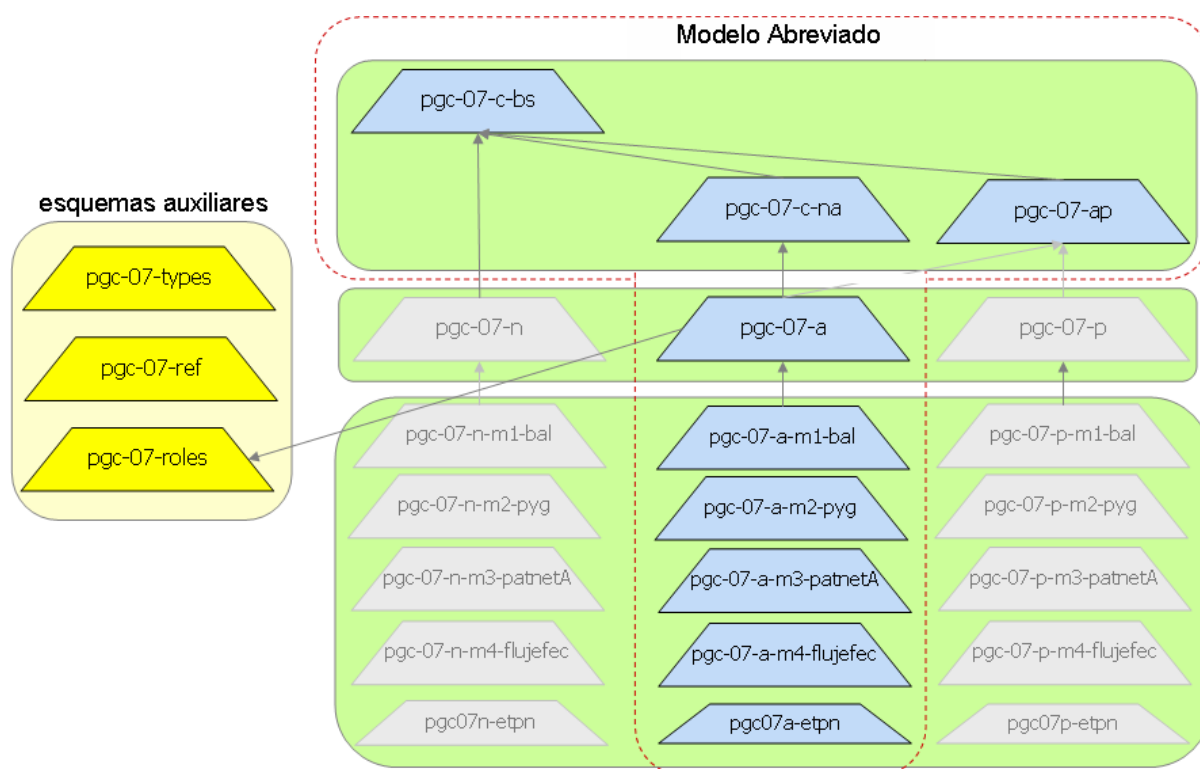 Modelo Abreviado
pgc-07-c-bs
pgc-07-c-na
pgc-07-ap
esquemas auxiliares
pgc-07-types
pgc-07-ref
pgc-07-roles
pgc-07-n
pgc-07-a
pgc-07-p
pgc-07-n-m1-bal
pgc-07-a-m1-bal
pgc-07-p-m1-bal
pgc-07-n-m2-pyg
pgc-07-a-m2-pyg
pgc-07-p-m2-pyg
pgc-07-n-m3-patnetA
pgc-07-a-m3-patnetA
pgc-07-p-m3-patnetA
pgc-07-n-m4-flujefec
pgc-07-a-m4-flujefec
pgc-07-p-m4-flujefec
pgc07n-etpn
pgc07a-etpn
pgc07p-etpn